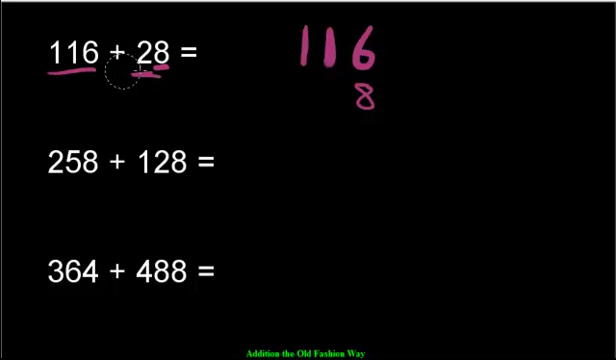 116 + 28 = 116
8
258 + 128 =
364 + 488 =
Addition the Old Fashion Way